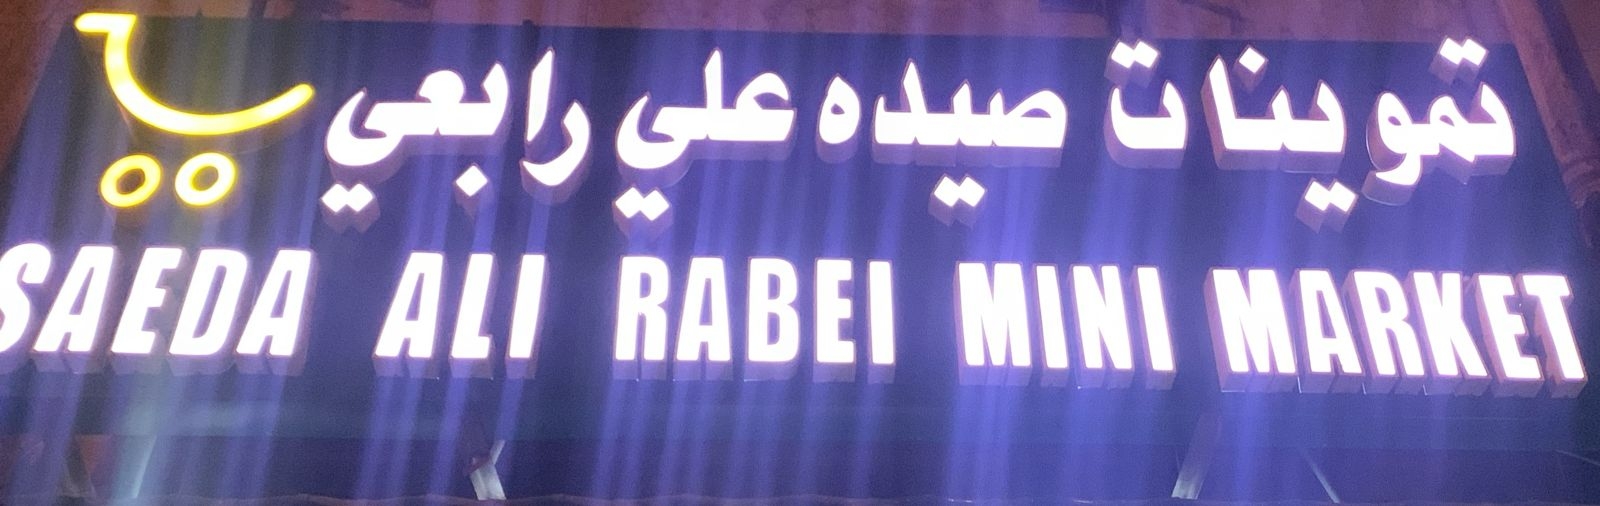 تموينات صيده علي رابعي
SAEDA ALI RABEI MINI MARKET